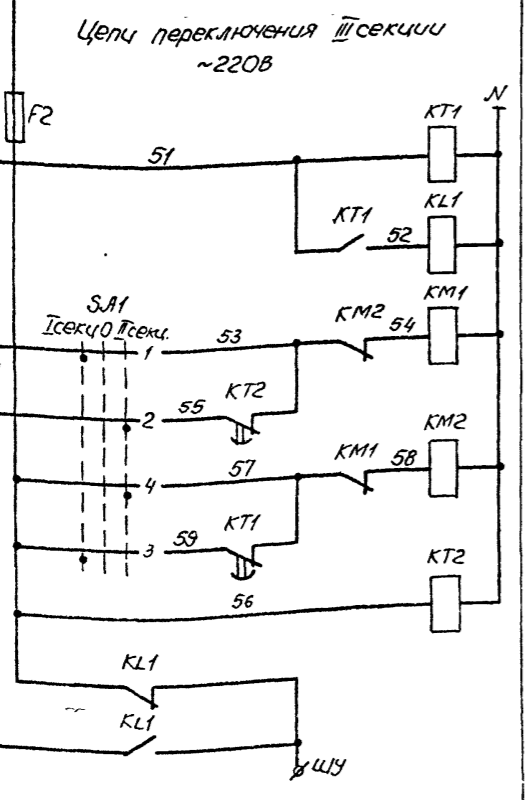 Цепи переключения III секции
~220В
N
F2
KT1
51
KT1
52
KL1
SA1
I секц 0 II секц.
KM1
KM2
54
1
53
2
55
KT2
KM2
4
57
KM1
58
3
59
KT1
KT2
56
KL1
KL1
ШУ